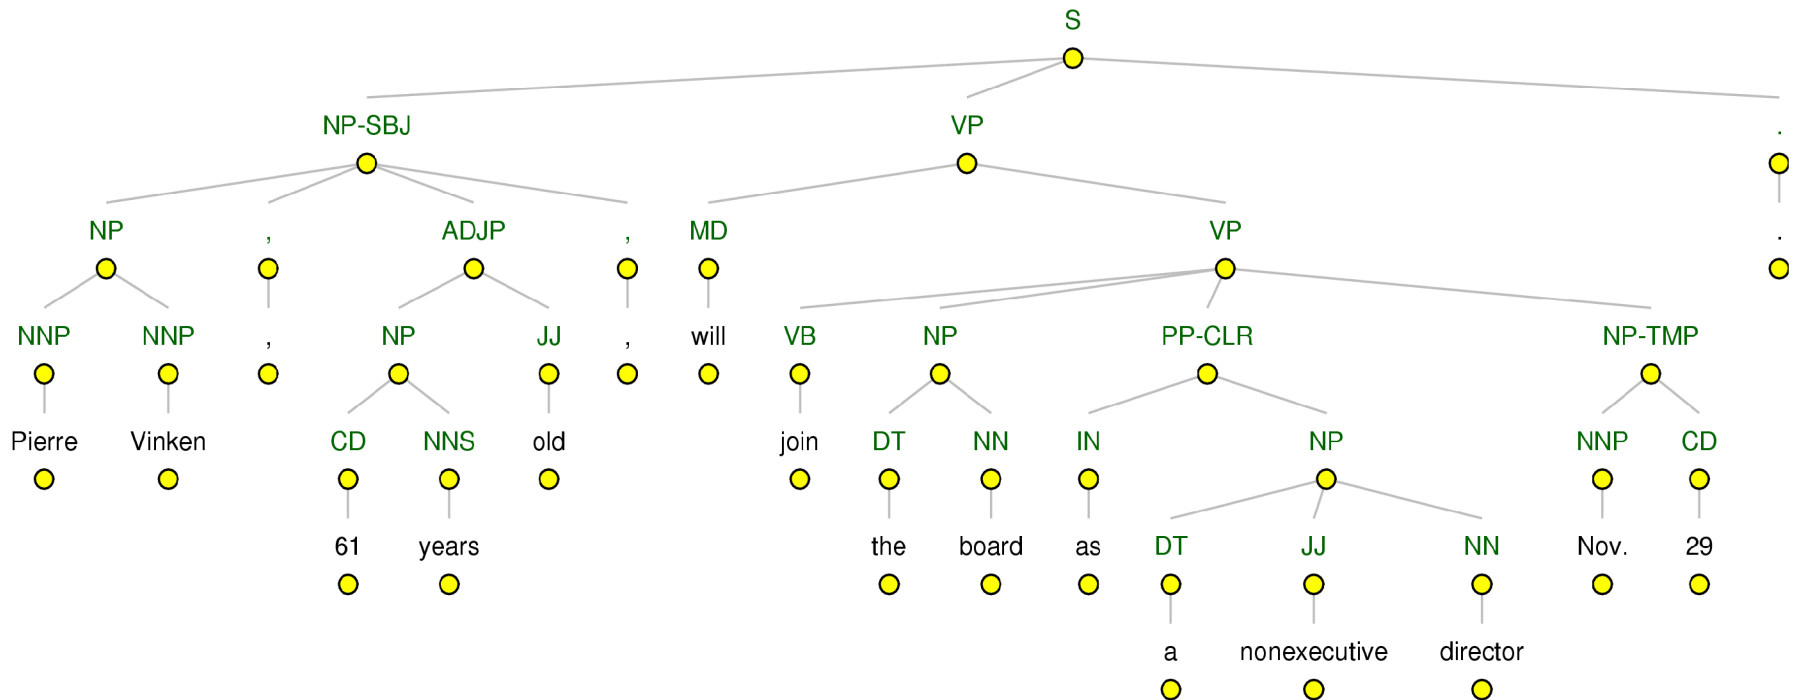 S
NP-SBJ VP .
NP , ADJP , MD VP .
NNP NNP , NP JJ , will VB NP PP-CLR NP-TMP
Pierre Vinken CD NNS old join DT NN IN NP NNP CD
61 years the board as DT JJ NN Nov. 29
a nonexecutive director